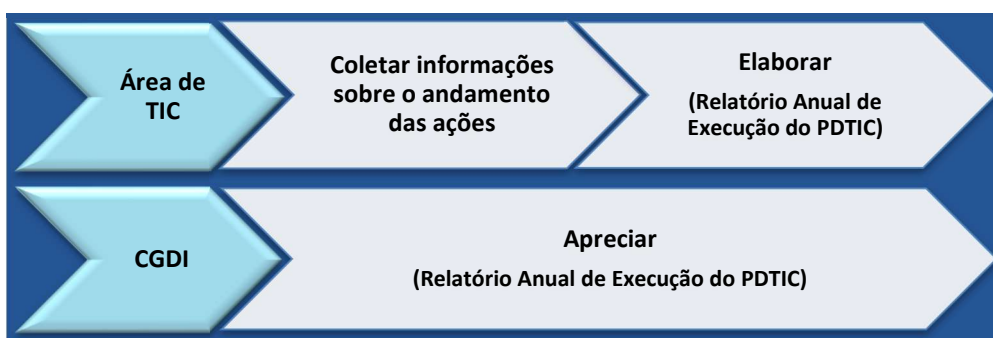 Área de
TIC
Coletar informações
sobre o andamento
das ações
Elaborar
(Relatório Anual de
Execução do PDTIC)
CGDI
Apreciar
(Relatório Anual de Execução do PDTIC)